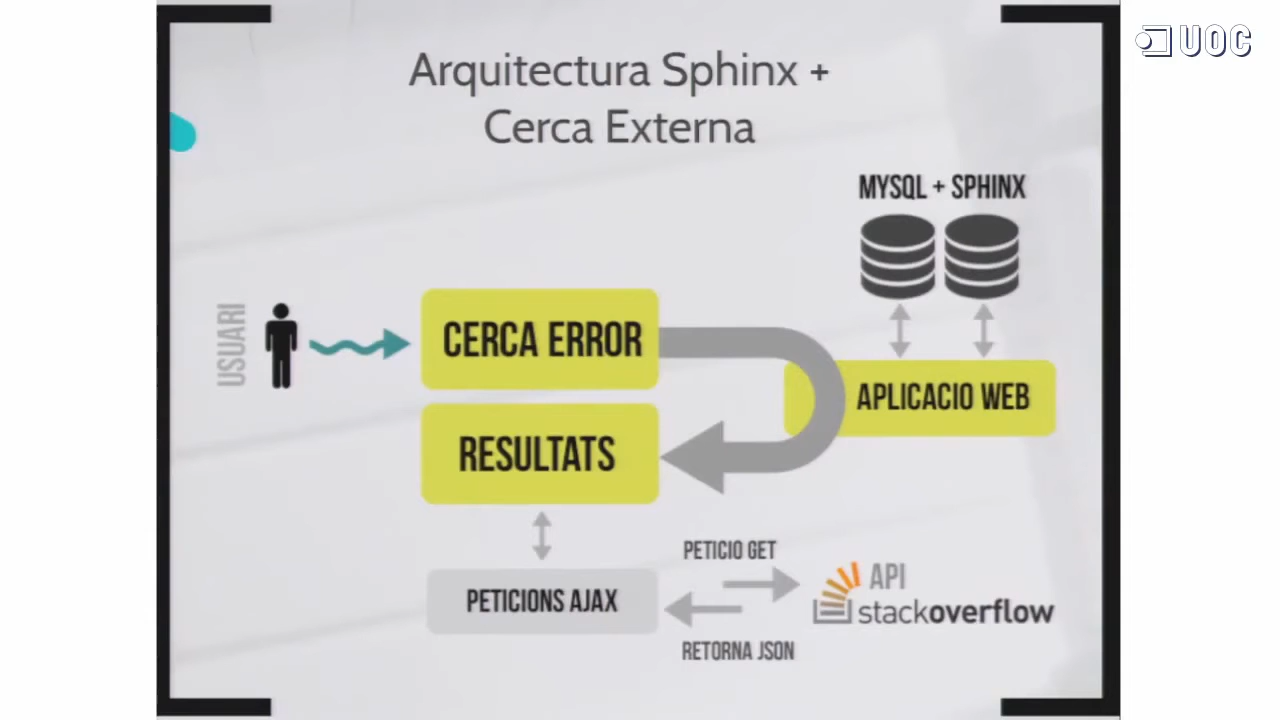 UOC
Arquitectura Sphinx +
Cerca Externa
MYSQL + SPHINX
USUARI
CERCA ERROR
APLICACIO WEB
RESULTATS
PETICIO GET
API
PETICIONS AJAX
stackoverflow
RETORNA JSON